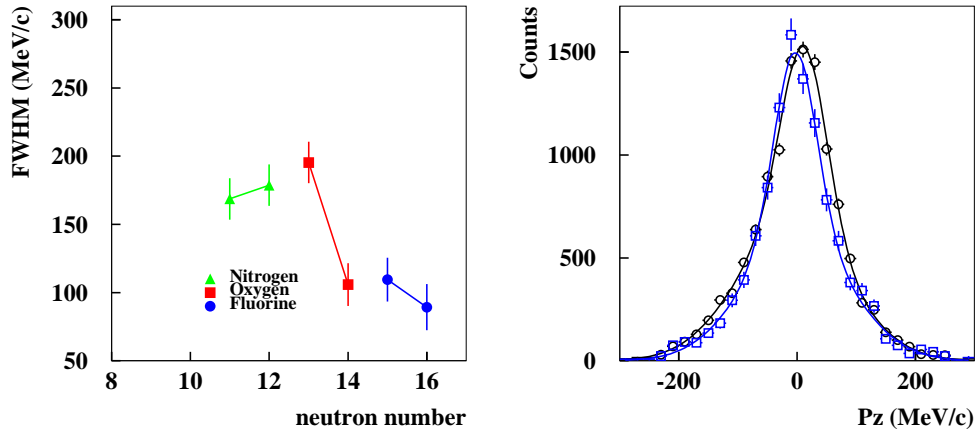 FWHM (MeV/c)
300
250
200
150
100
50
Nitrogen
Oxygen
Fluorine
8
10
12
14
16
neutron number
Counts
1500
1000
500
0
-200
0
200
Pz (MeV/c)